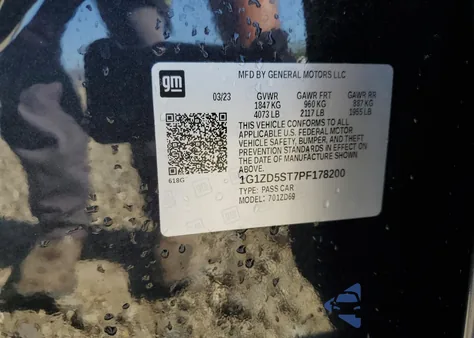 gm
MFD BY GENERAL MOTORS LLC
03/23 GVWR GAWR FRT GAWR RR
1847 KG 960 KG 887 KG
4073 LB 2117 LB 1955 LB
THIS VEHICLE CONFORMS TO ALL
APPLICABLE U.S. FEDERAL MOTOR
VEHICLE SAFETY, BUMPER, AND THEFT
PREVENTION STANDARDS IN EFFECT ON
THE DATE OF MANUFACTURE SHOWN
ABOVE.
618G
1G1ZD5ST7PF178200
TYPE: PASS CAR
MODEL: 701ZD69